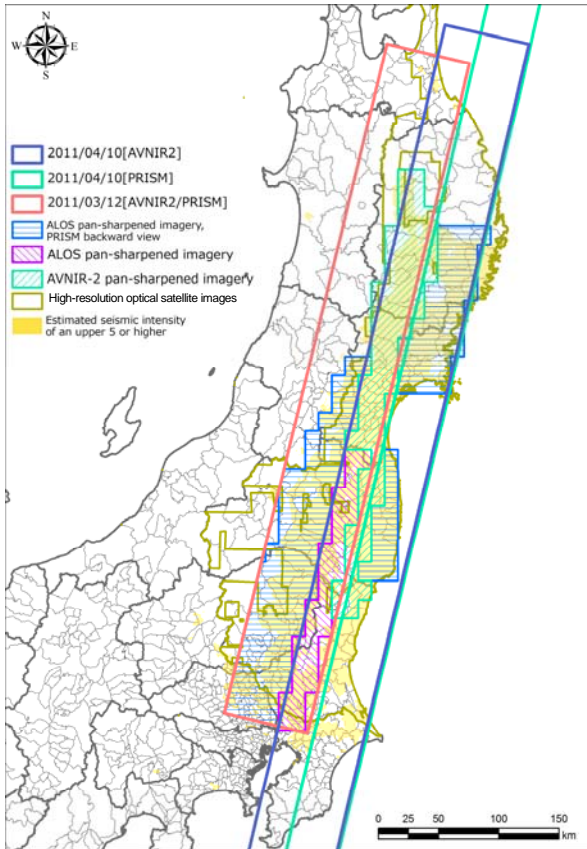 N
W E
S
2011/04/10[AVNIR2]
2011/04/10[PRISM]
2011/03/12[AVNIR2/PRISM]
ALOS pan-sharpened imagery,
PRISM backward view
ALOS pan-sharpened imagery
AVNIR-2 pan-sharpened imagery
High-resolution optical satellite images
Estimated seismic intensity
of an upper 5 or higher
0 25 50 100 150
km